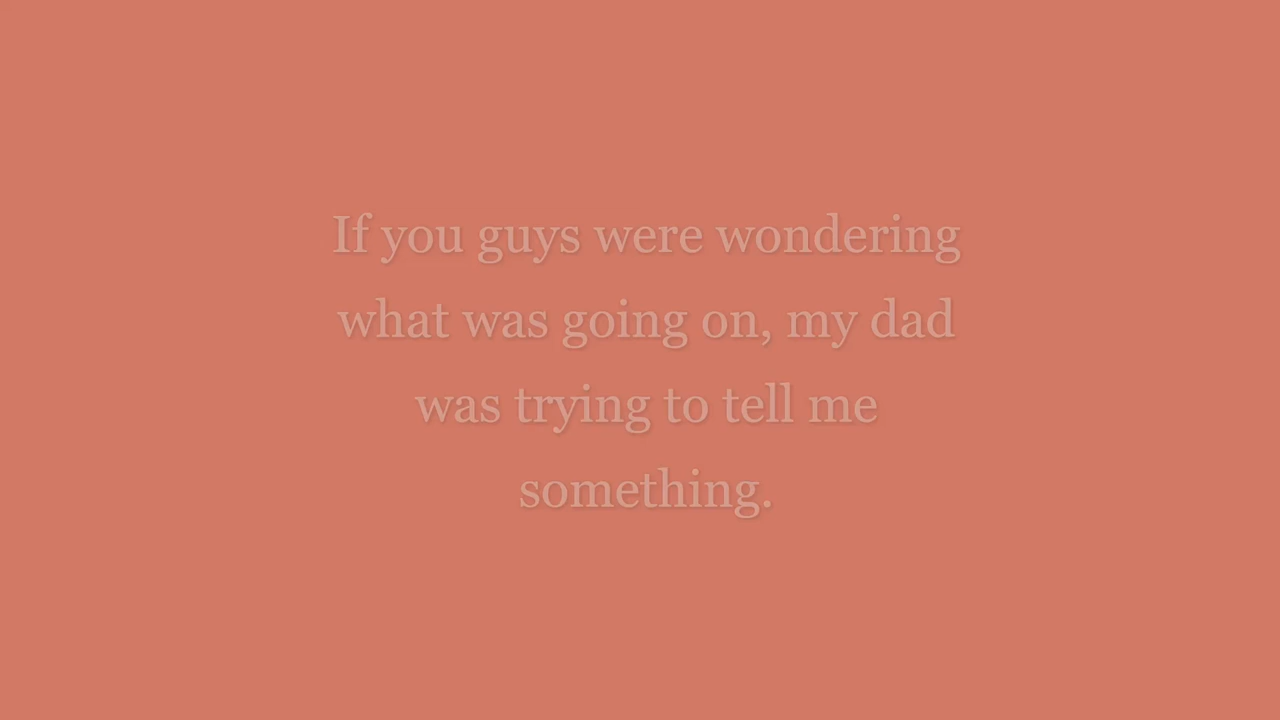 If you guys were wondering
what was going on, my dad
was trying to tell me
something.